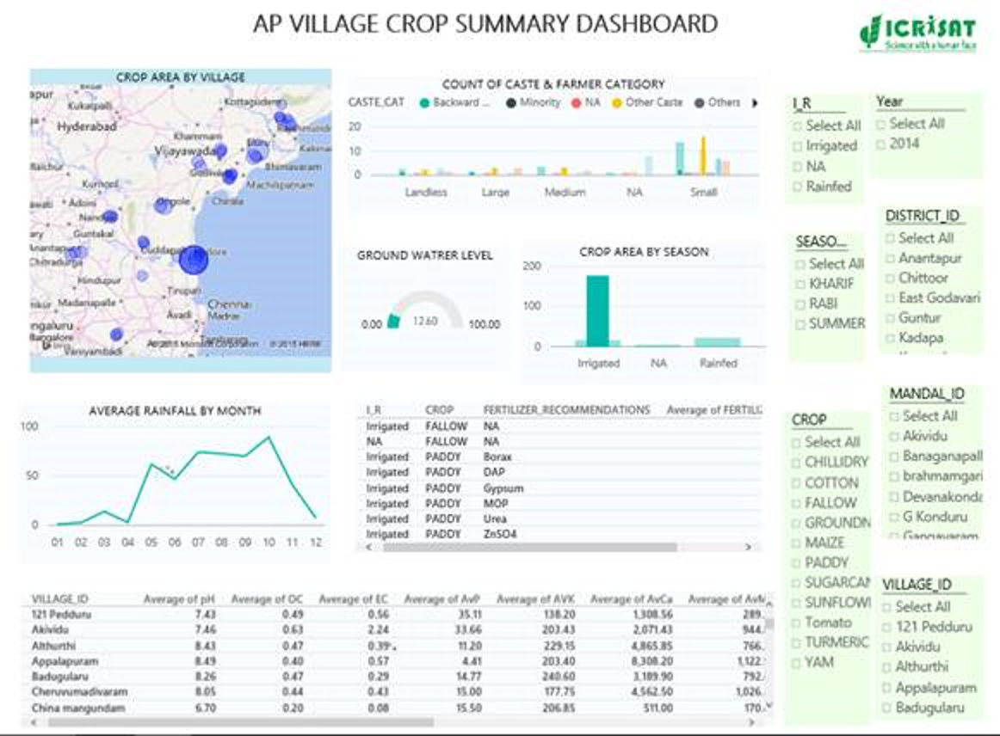 AP VILLAGE CROP SUMMARY DASHBOARD
ICRISAT
Science with a human face
CROP AREA BY VILLAGE
Kukatpalli
Kottagudem
Hyderabad
Khammam
Vijayawada
Bhimavaram
Raichur
Machilipatnam
Kurnool
Adoni
Ongole
Chirala
Guntakal
Cuddapah
Chitradurga
Hindupur
Tirupati
Madanapalle
Chennai
Avadi
Madras
Bangalore
Tambaram
Vaniyambadi
COUNT OF CASTE & FARMER CATEGORY
CASTE_CAT Backward ... Minority NA Other Caste Others
20
10
0
Landless Large Medium NA Small
GROUND WATRER LEVEL
0.00 12.60 100.00
CROP AREA BY SEASON
200
100
0
Irrigated NA Rainfed
I_R
Select All
Irrigated
NA
Rainfed
Year
Select All
2014
SEASO...
Select All
KHARIF
RABI
SUMMER
DISTRICT_ID
Select All
Anantapur
Chittoor
East Godavari
Guntur
Kadapa
AVERAGE RAINFALL BY MONTH
100
50
0
01 02 03 04 05 06 07 08 09 10 11 12
I_R CROP FERTILIZER_RECOMMENDATIONS Average of FERTILI
Irrigated FALLOW NA
NA FALLOW NA
Irrigated PADDY Borax
Irrigated PADDY DAP
Irrigated PADDY Gypsum
Irrigated PADDY MOP
Irrigated PADDY Urea
Irrigated PADDY ZnSO4
CROP
Select All
CHILLIDRY
COTTON
FALLOW
GROUNDN
MAIZE
PADDY
SUGARCAN
SUNFLOWI
Tomato
TURMERIC
YAM
MANDAL_ID
Select All
Akividu
Banaganapall
brahmamgari
Devanakonda
G Konduru
Gangavaram
VILLAGE_ID
Select All
121 Pedduru
Akividu
Althurthi
Appalapuram
Badugularu
VILLAGE_ID Average of pH Average of OC Average of EC Average of AvP Average of AVK Average of AvCa Average of AvM
121 Pedduru 7.43 0.49 0.56 35.11 138.20 1,308.56 289.
Akividu 7.46 0.63 2.24 33.66 203.43 2,071.43 944.
Althurthi 8.43 0.47 0.39 11.20 229.15 4,865.85 766.
Appalapuram 8.49 0.40 0.57 4.41 203.40 8,308.20 1,122.
Badugularu 8.26 0.47 0.29 14.77 240.60 3,189.90 792.
Cheruvumadivaram 8.05 0.44 0.43 15.00 177.75 4,562.50 1,026.
China mangundam 6.70 0.20 0.08 15.50 206.85 511.00 170.